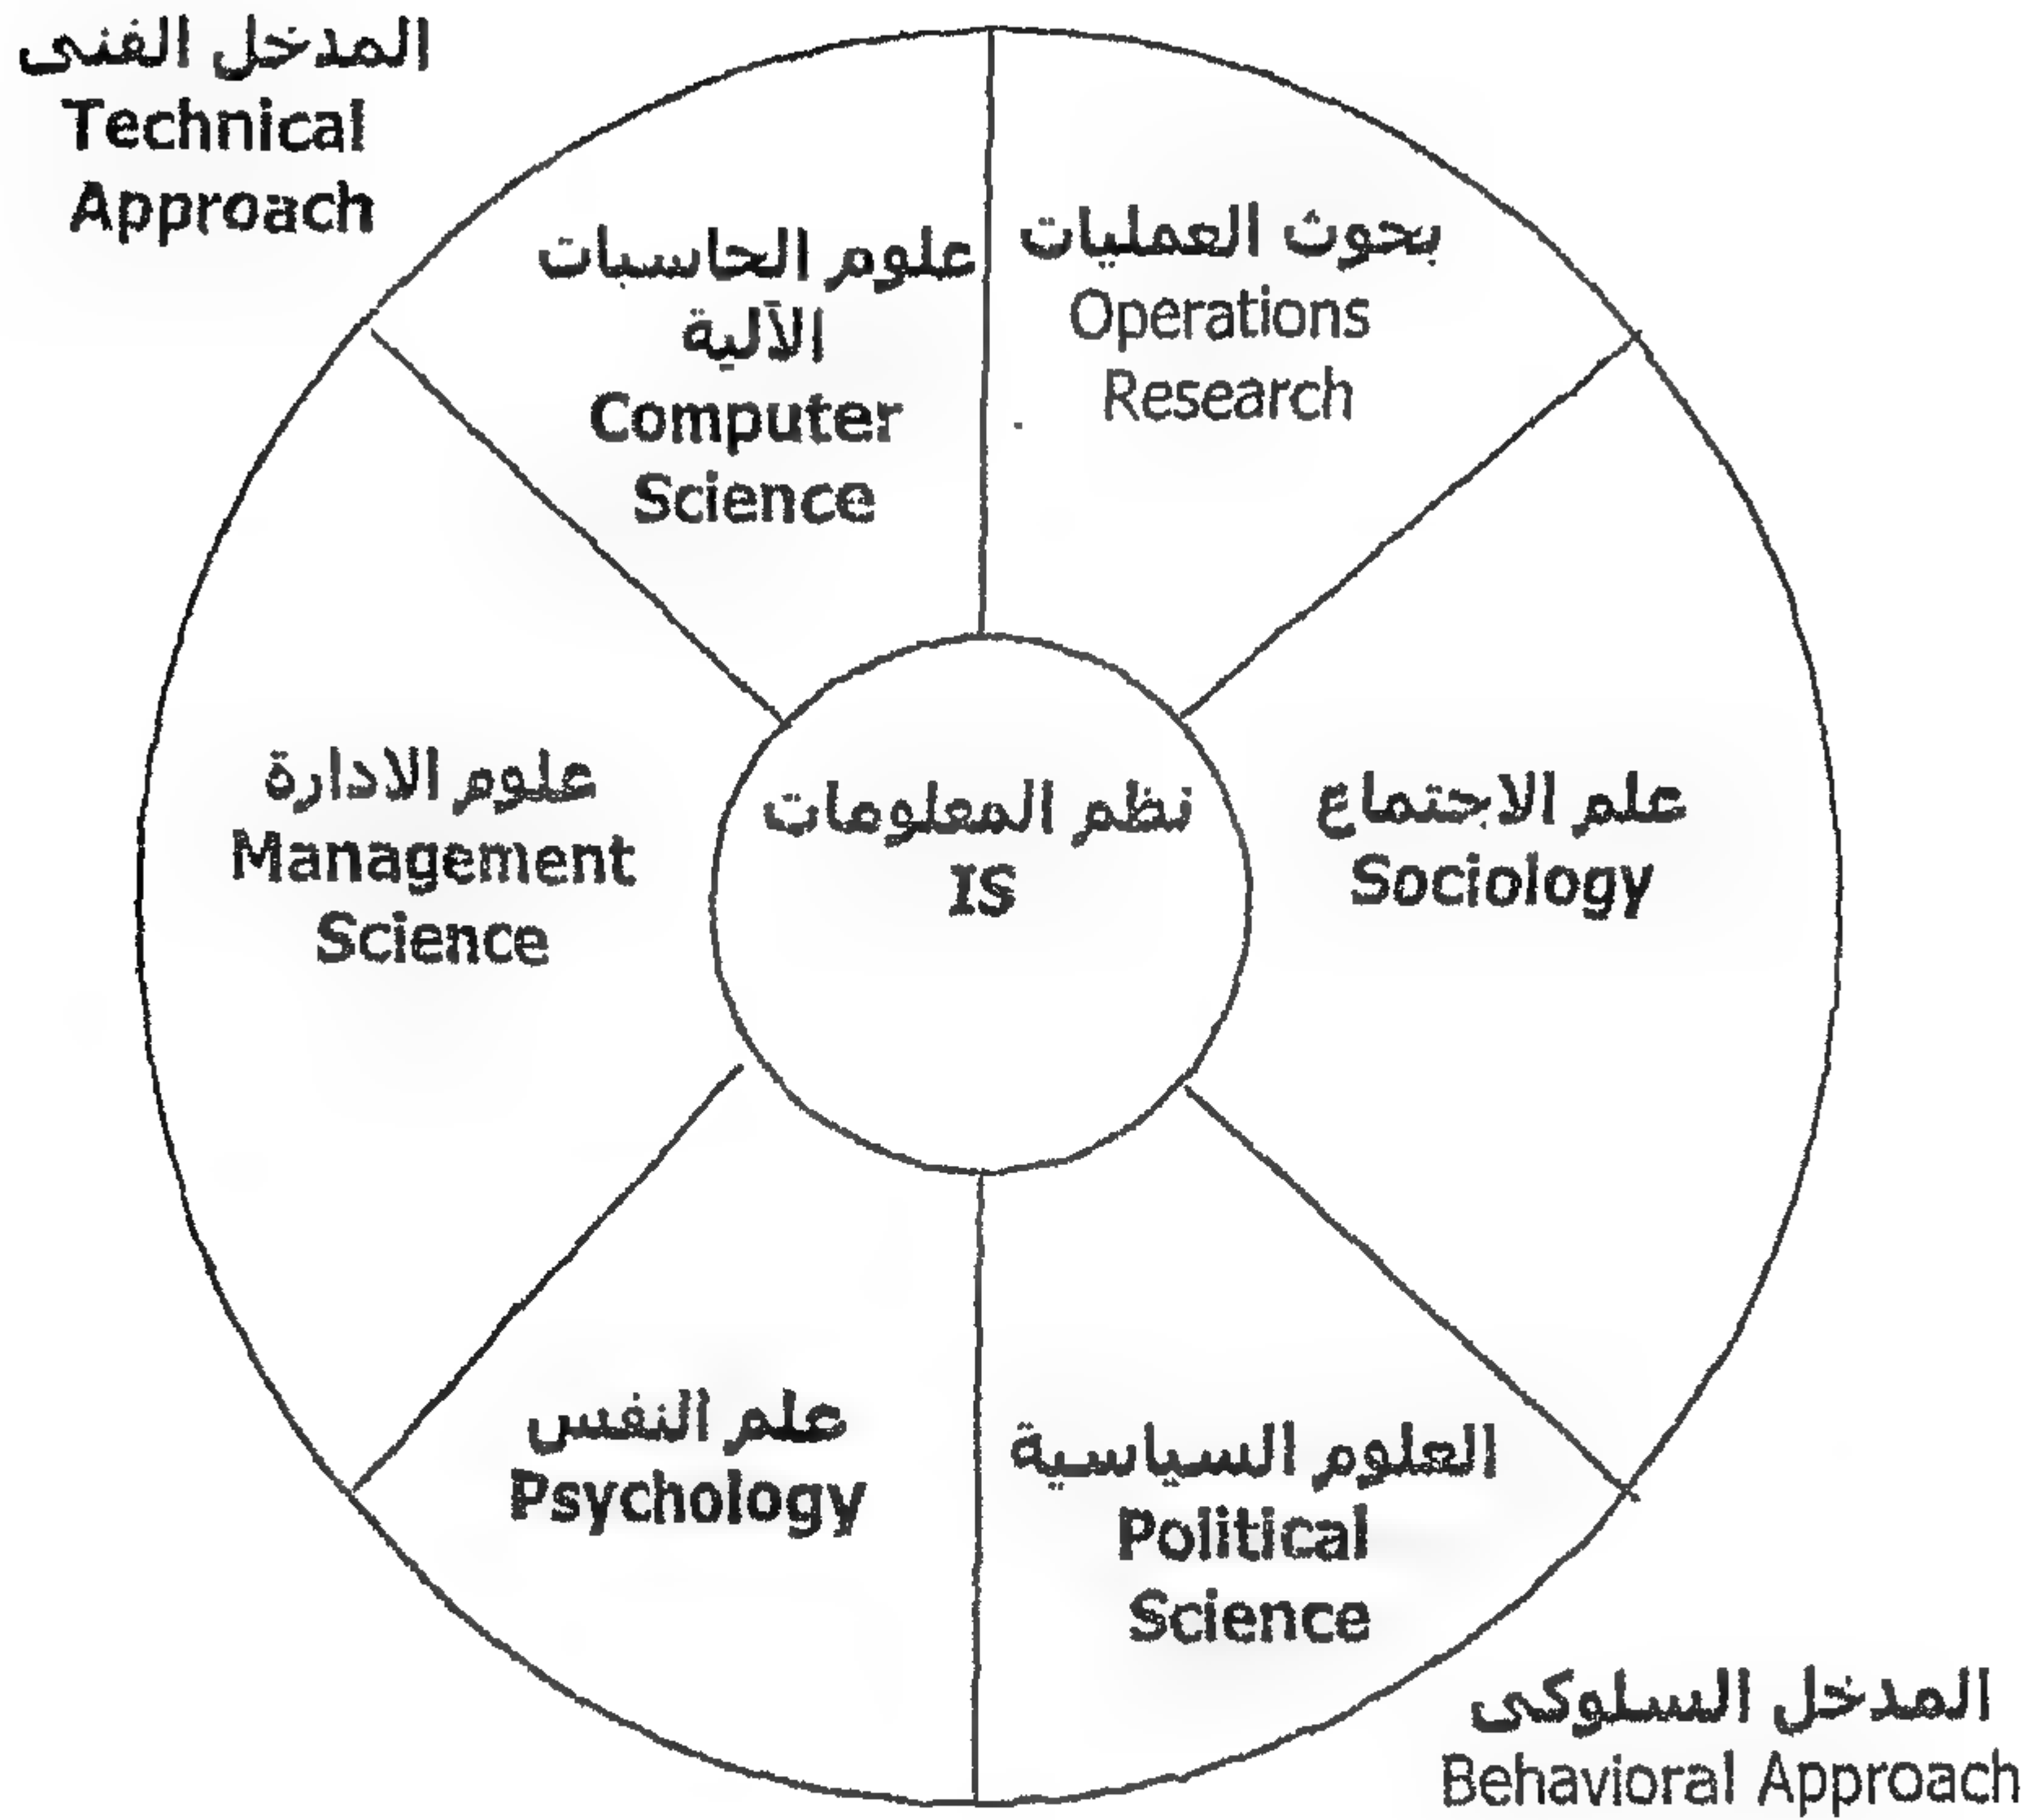 المدخل الفنى
Technical
Approach
علوم الحاسبات
الآلية
Computer
Science
بحوث العمليات
Operations
Research
علوم الادارة
Management
Science
نظم المعلومات
IS
علم الاجتماع
Sociology
علم النفس
Psychology
العلوم السياسية
Political
Science
المدخل السلوكى
Behavioral Approach